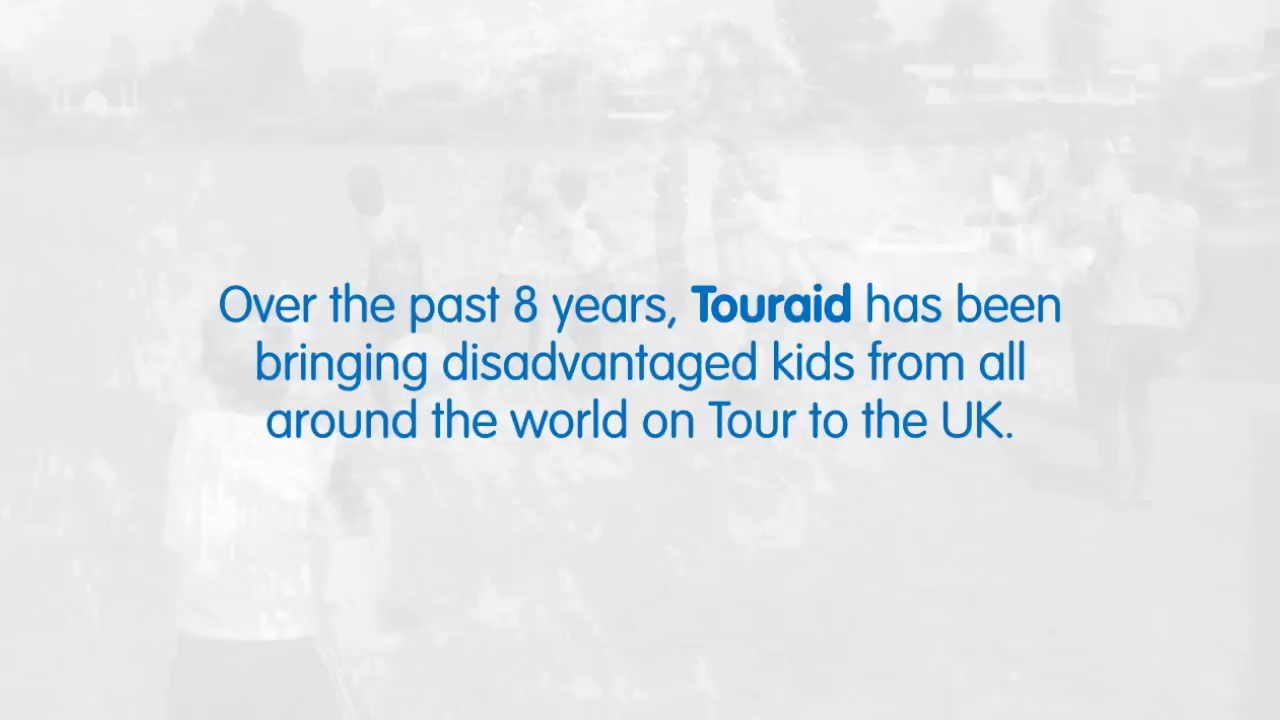 Over the past 8 years, Touraid has been
bringing disadvantaged kids from all
around the world on Tour to the UK.